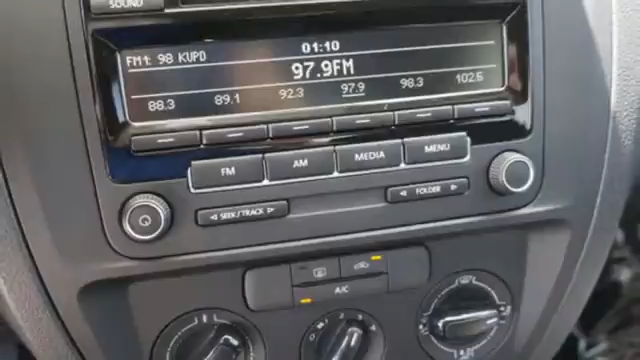 SOUND
01:10
FM1: 98 KUPD
97.9FM
88.3 89.1 92.3 97.9 98.3 102.5
FM AM MEDIA MENU
SEEK/TRACK FOLDER
A/C